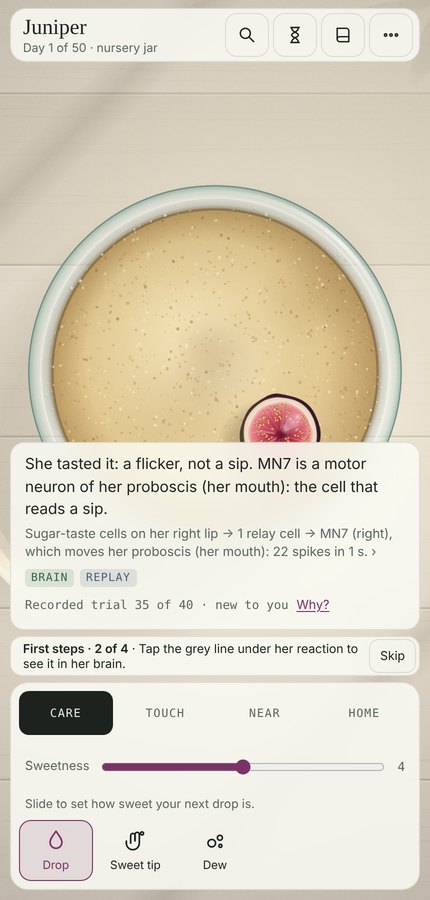 Juniper
Day 1 of 50 · nursery jar
She tasted it: a flicker, not a sip. MN7 is a motor
neuron of her proboscis (her mouth): the cell that
reads a sip.
Sugar-taste cells on her right lip → 1 relay cell → MN7 (right),
which moves her proboscis (her mouth): 22 spikes in 1 s. ›
BRAIN REPLAY
Recorded trial 35 of 40 · new to you Why?
First steps · 2 of 4 · Tap the grey line under her reaction to
see it in her brain.
Skip
CARE TOUCH NEAR HOME
Sweetness 4
Slide to set how sweet your next drop is.
Drop Sweet tip Dew